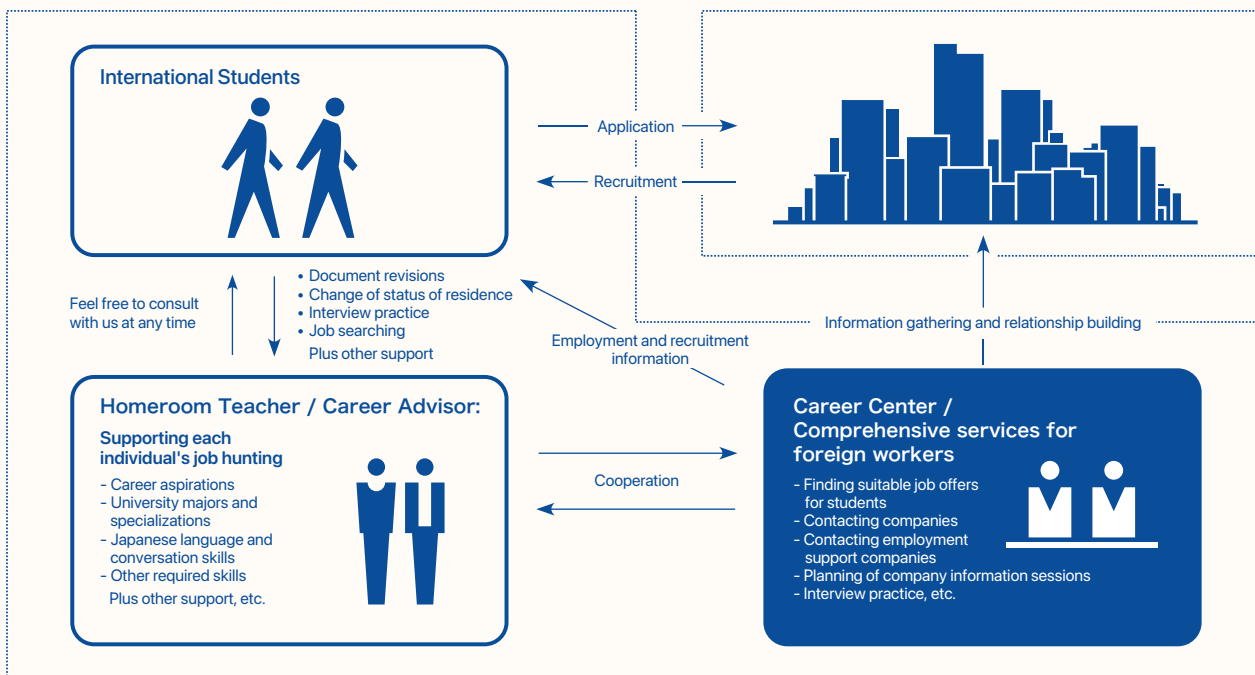 International Students
Application
Recruitment
Feel free to consult
with us at any time
• Document revisions
• Change of status of residence
• Interview practice
• Job searching
Plus other support
Employment and recruitment
information
Information gathering and relationship building
Homeroom Teacher / Career Advisor:
Supporting each
individual's job hunting
- Career aspirations
- University majors and
specializations
- Japanese language and
conversation skills
- Other required skills
Plus other support, etc.
Cooperation
Career Center /
Comprehensive services for
foreign workers
- Finding suitable job offers
for students
- Contacting companies
- Contacting employment
support companies
- Planning of company information sessions
- Interview practice, etc.